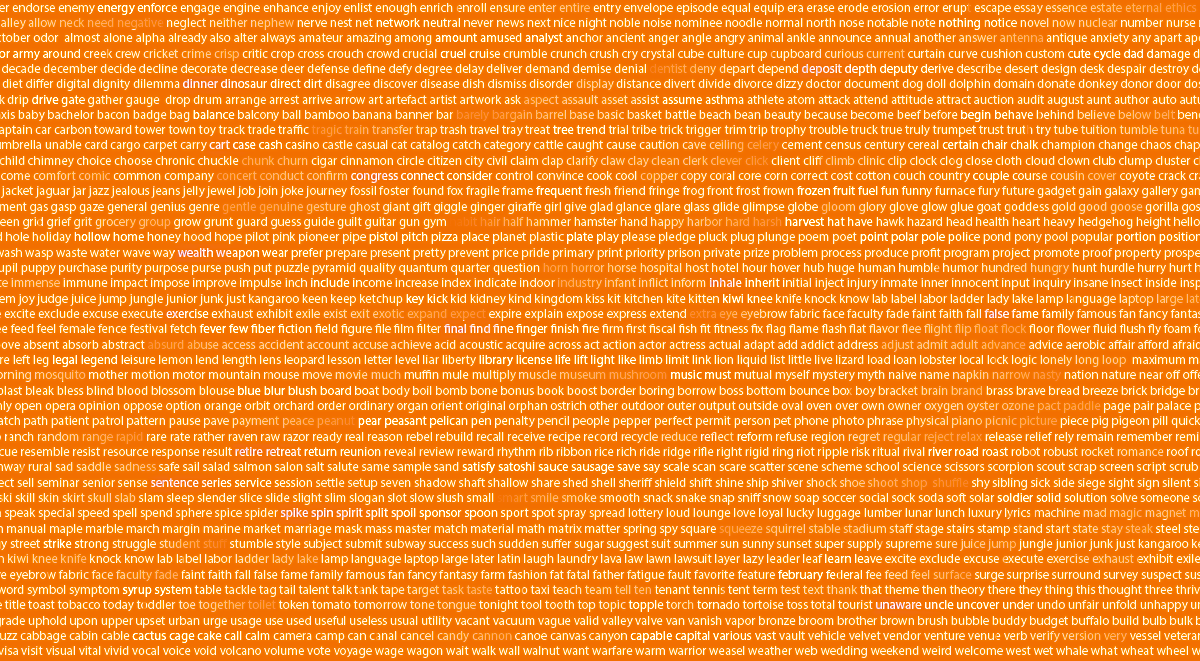 er endorse enemy energy enforce engage engine enhance enjoy enlist enough enrich enroll ensure enter entire entry envelope episode equal equip era erase erode erosion error erupt escape essay essence estate eternal ethics
allow neck need negative neglect neither nephew nerve nest net network neutral never news next nice night noble noise nominee noodle normal north nose notable note nothing notice novel now nuclear number nurse
october odor almost alone alpha already also alter always amateur amazing among amount amused analyst anchor ancient anger angle angry animal ankle announce annual another answer antenna antique anxiety any apart
or army around creek crew cricket crime crisp critic crop cross crouch crowd crucial cruel cruise crumble crunch crush cry crystal cube culture cup cupboard curious current curtain curve cushion custom cute cycle dad damage
decade december decide decline decorate decrease deer defense define defy degree delay deliver demand demise denial dentist deny depart depend deposit depth deputy derive describe desert design desk despair destroy
diet differ digital dignity dilemma dinner dinosaur direct dirt disagree discover disease dish dismiss disorder display distance divert divide divorce dizzy doctor document dog doll dolphin domain donate donkey donor door
drip drive gate gather gauge drop drum arrange arrest arrive arrow art artefact artist artwork ask aspect assault asset assist assume asthma athlete atom attack attend attitude attract auction audit august aunt author auto
baby bachelor bacon badge bag balance balcony ball bamboo banana banner bar barely bargain barrel base basic basket battle beach bean beauty because become beef before begin behave behind believe below belt
captain car carbon toward tower town toy track trade traffic tragic train transfer trap trash travel tray treat tree trend trial tribe trick trigger trim trip trophy trouble truck true truly trumpet trust truth try tube tuition tumble tuna
umbrella unable card cargo carpet carry cart case cash casino castle casual cat catalog catch category cattle caught cause caution cave ceiling celery cement census century cereal certain chair chalk champion change chaos
child chimney choice choose chronic chuckle chunk churn cigar cinnamon circle citizen city civil claim clap clarify claw clay clean clerk clever click client cliff climb clinic clip clock clog close cloth cloud clown club clump cluster
come comfort comic common company concert conduct confirm congress connect consider control convince cook cool copper copy coral core corn correct cost cotton couch country couple course cousin cover coyote crack
jacket jaguar jar jazz jealous jeans jelly jewel job join joke journey fossil foster found fox fragile frame frequent fresh friend fringe frog front frost frown frozen fruit fuel fun funny furnace fury future gadget gain galaxy gallery
gas gasp gaze general genius genre gentle genuine gesture ghost giant gift giggle ginger giraffe girl give glad glance glare glass glide glimpse globe gloom glory glove glow glue goat goddess gold good goose gorilla
grid grief grit grocery group grow grunt guard guess guide guilt guitar gun gym hair half hammer hamster hand happy harbor hard harsh harvest hat have hawk hazard head health heart heavy hedgehog height
hole holiday hollow home honey hood hope pilot pink pioneer pipe pistol pitch pizza place planet plastic plate play please pledge pluck plug plunge poem poet point polar pole police pond pony pool popular portion
wash wasp waste water wave way wealth weapon wear prefer prepare present pretty prevent price pride primary print priority prison private prize problem process produce profit program project promote proof property
pupil puppy purchase purity purpose purse push put puzzle pyramid quality quantum quarter question horn horror horse hospital host hotel hour hover hub huge human humble humor hundred hungry hunt hurdle hurry hurt
immense immune impact impose improve impulse inch include income increase index indicate indoor industry infant inflict inform inhale inherit initial inject injury inmate inner innocent input inquiry insane insect inside
joy judge juice jump jungle junior junk just kangaroo keen keep ketchup key kick kid kidney kind kingdom kiss kit kitchen kite kitten kiwi knee knife knock know lab label labor ladder lady lake lamp language laptop large
excite exclude excuse execute exercise exhaust exhibit exile exist exit exotic expand expect expire explain expose express extend extra eye eyebrow fabric face faculty fade faint faith fall false fame family famous fan fancy
fee feed feel female fence festival fetch fever few fiber fiction field figure file film filter final find fine finger finish fire firm first fiscal fish fit fitness fix flag flame flash flat flavor flee flight flip float flock floor flower fluid flush fly foam
above absent absorb abstract absurd abuse access accident account accuse achieve acid acoustic acquire across act action actor actress actual adapt add addict address adjust admit adult advance advice aerobic affair afford
left leg legal legend leisure lemon lend length lens leopard lesson letter level liar liberty library license life lift light like limb limit link lion liquid list little live lizard load loan lobster local lock logic lonely long loop maximum
morning mosquito mother motion motor mountain mouse move movie much muffin mule multiply muscle museum mushroom music must mutual myself mystery myth naive name napkin narrow nasty nation nature near off
blast bleak bless blind blood blossom blouse blue blur blush board boat body boil bomb bone bonus book boost border boring borrow boss bottom bounce box boy bracket brain brand brass brave bread breeze brick bridge
only open opera opinion oppose option orange orbit orchard order ordinary organ orient original orphan ostrich other outdoor outer output outside oval oven over own owner oxygen oyster ozone pact paddle page pair palace
patch path patient patrol pattern pause pave payment peace peanut pear peasant pelican pen penalty pencil people pepper perfect permit person pet phone photo phrase physical piano picnic picture piece pig pigeon pill
ranch random range rapid rare rate rather raven raw razor ready real reason rebel rebuild recall receive recipe record recycle reduce reflect reform refuse region regret regular reject relax release relief rely remain remember
rescue resemble resist resource response result retire retreat return reunion reveal review reward rhythm rib ribbon rice rich ride ridge rifle right rigid ring riot ripple risk ritual rival river road roast robot robust rocket romance roof
runway rural sad saddle sadness safe sail salad salmon salon salt salute same sample sand satisfy satoshi sauce sausage save say scale scan scare scatter scene scheme school science scissors scorpion scout scrap screen script scrub
sell seminar senior sense sentence series service session settle setup seven shadow shaft shallow share shed shell sheriff shield shift shine ship shiver shock shoe shoot shop shuffle shy sibling sick side siege sight sign silent
ski skill skin skirt skull slab slam sleep slender slice slide slight slim slogan slot slow slush small smart smile smoke smooth snack snake snap sniff snow soap soccer social sock soda soft solar soldier solid solution solve someone
speak special speed spell spend sphere spice spider spike spin spirit split spoil sponsor spoon sport spot spray spread lottery loud lounge love loyal lucky luggage lumber lunar lunch luxury lyrics machine mad magic magnet
manual maple marble march margin marine market marriage mask mass master match material math matrix matter spring spy square squeeze squirrel stable stadium staff stage stairs stamp stand start state stay steak steel
street strike strong struggle student stuff stumble style subject submit subway success such sudden suffer sugar suggest suit summer sun sunny sunset super supply supreme sure juice jump jungle junior junk just kangaroo
kiwi knee knife knock know lab label labor ladder lady lake lamp language laptop large later latin laugh laundry lava law lawn lawsuit layer lazy leader leaf learn leave excite exclude excuse execute exercise exhaust exhibit
eyebrow fabric face faculty fade faint faith fall false fame family famous fan fancy fantasy farm fashion fat fatal father fatigue fault favorite feature february federal fee feed feel surface surge surprise surround survey suspect
sword symbol symptom syrup system table tackle tag tail talent talk tank tape target task taste tattoo taxi teach team tell ten tenant tennis tent term test text thank that theme then theory there they thing this thought three
title toast tobacco today toddler toe together toilet token tomato tomorrow tone tongue tonight tool tooth top topic topple torch tornado tortoise toss total tourist unaware uncle uncover under undo unfair unfold unhappy
upgrade uphold upon upper upset urban urge usage use used useful useless usual utility vacant vacuum vague valid valley valve van vanish vapor bronze broom brother brown brush bubble buddy budget buffalo build bulb bulk
buzz cabbage cabin cable cactus cage cake call calm camera camp can canal cancel candy cannon canoe canvas canyon capable capital various vast vault vehicle velvet vendor venture venue verb verify version very vessel
visa visit visual vital vivid vocal voice void volcano volume vote voyage wage wagon wait walk wall walnut want warfare warm warrior weasel weather web wedding weekend weird welcome west wet whale what wheat wheel